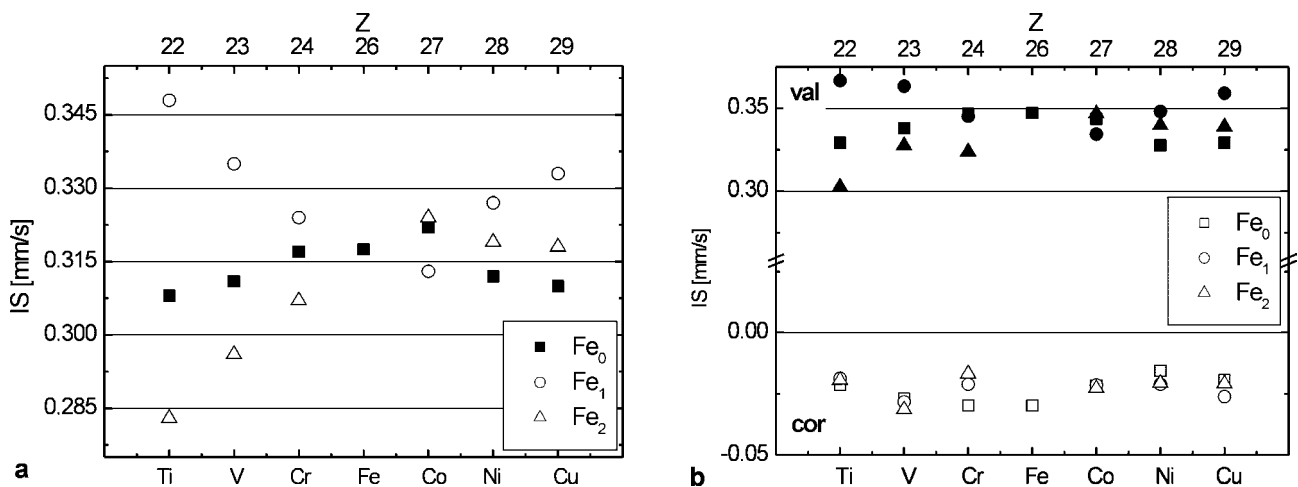 Z
22 23 24 26 27 28 29
0.345
0.330
0.315
0.300
0.285
IS [mm/s]
Fe₀
Fe₁
Fe₂
Ti V Cr Fe Co Ni Cu
a
Z
22 23 24 26 27 28 29
val
0.35
0.30
0.00
-0.05
IS [mm/s]
Fe₀
Fe₁
Fe₂
cor
Ti V Cr Fe Co Ni Cu
b